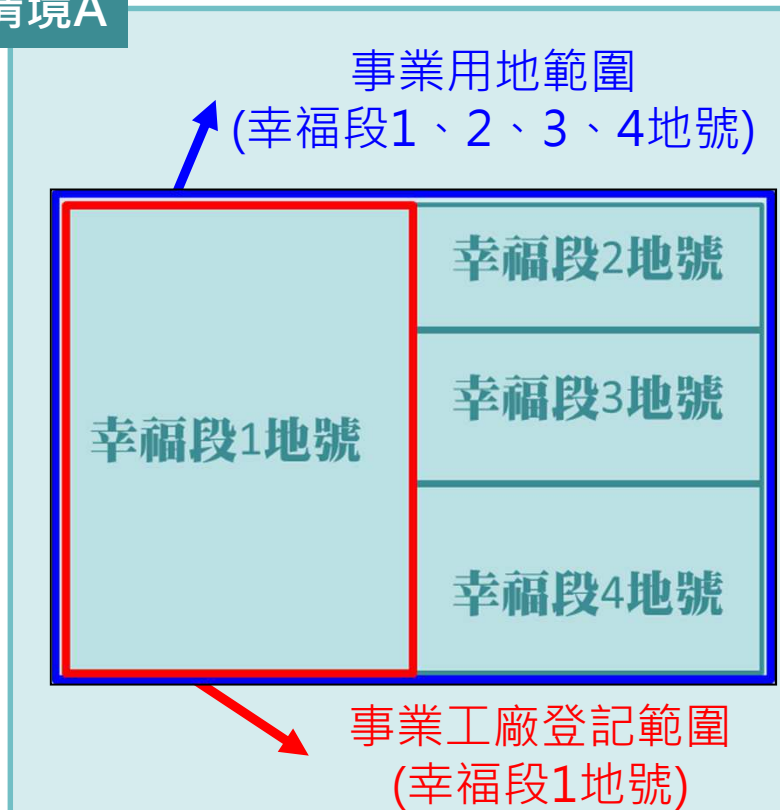 情境A
事業用地範圍
(幸福段1、2、3、4地號)
幸福段1地號
幸福段2地號
幸福段3地號
幸福段4地號
事業工廠登記範圍
(幸福段1地號)